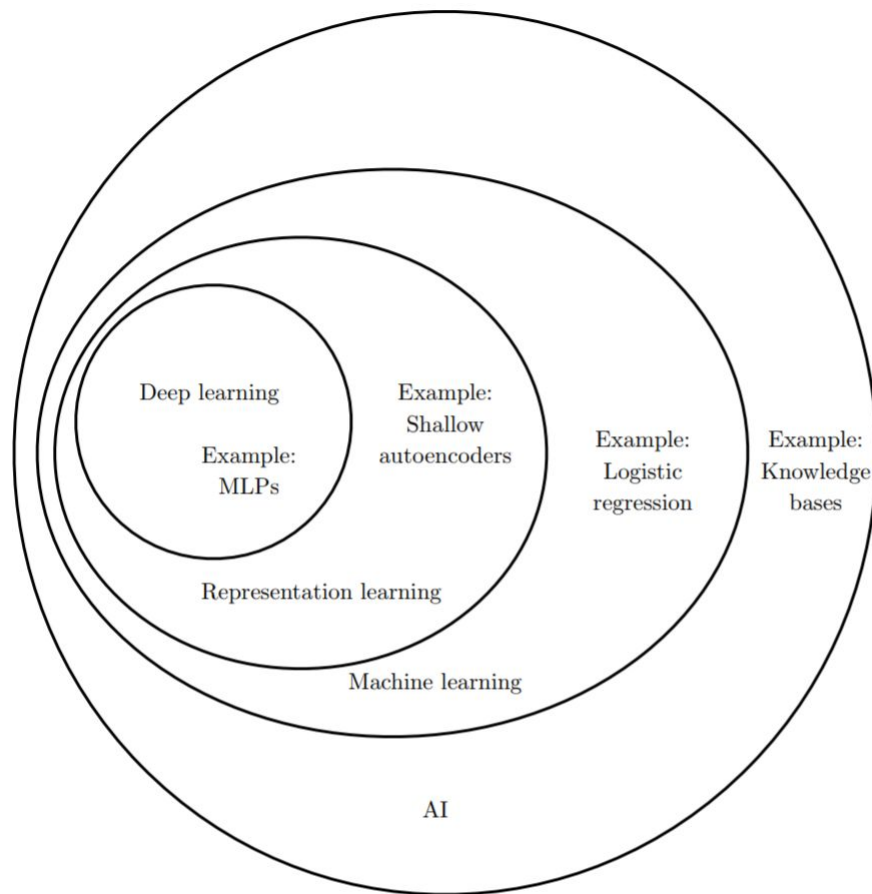 Deep learning
Example:
MLPs
Example:
Shallow
autoencoders
Example:
Logistic
regression
Example:
Knowledge
bases
Representation learning
Machine learning
AI